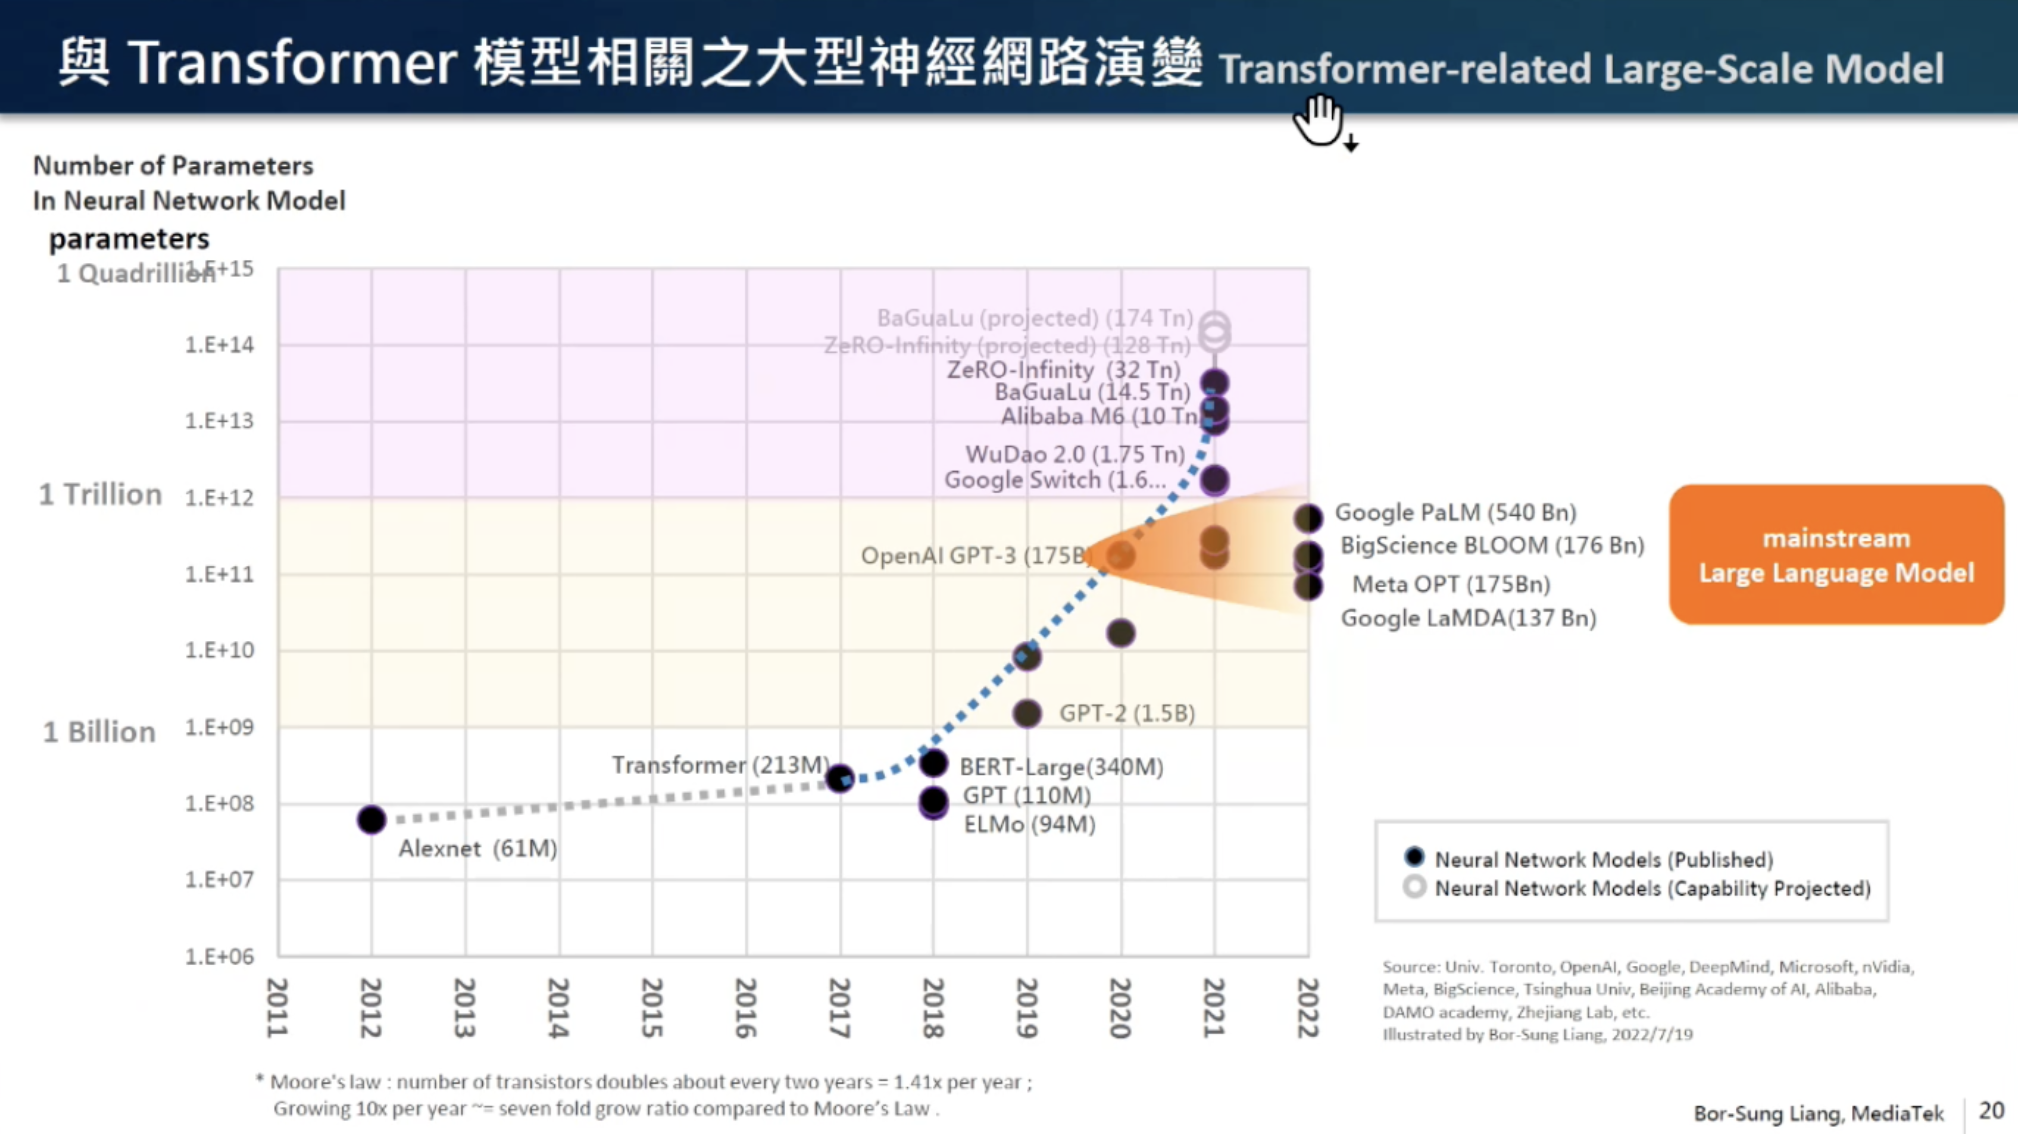 與 Transformer 模型相關之大型神經網路演變 Transformer-related Large-Scale Model
Number of Parameters
In Neural Network Model
parameters
1 Quadrillion
1.E+15
1.E+14
1.E+13
1 Trillion
1.E+12
1.E+11
1.E+10
1 Billion
1.E+09
1.E+08
1.E+07
1.E+06
BaGuaLu (projected) (174 Tn)
ZeRO-Infinity (projected) (128 Tn)
ZeRO-Infinity (32 Tn)
BaGuaLu (14.5 Tn)
Alibaba M6 (10 Tn
WuDao 2.0 (1.75 Tn)
Google Switch (1.6...
OpenAI GPT-3 (175B
GPT-2 (1.5B)
Transformer (213M)
BERT-Large(340M)
GPT (110M)
ELMo (94M)
Alexnet (61M)
Google PaLM (540 Bn)
BigScience BLOOM (176 Bn)
Meta OPT (175Bn)
Google LaMDA(137 Bn)
mainstream
Large Language Model
Neural Network Models (Published)
Neural Network Models (Capability Projected)
2011
2012
2013
2014
2015
2016
2017
2018
2019
2020
2021
2022
Source: Univ. Toronto, OpenAI, Google, DeepMind, Microsoft, nVidia,
Meta, BigScience, Tsinghua Univ, Beijing Academy of AI, Alibaba,
DAMO academy, Zhejiang Lab, etc.
Illustrated by Bor-Sung Liang, 2022/7/19
* Moore's law : number of transistors doubles about every two years = 1.41x per year ;
Growing 10x per year ~= seven fold grow ratio compared to Moore's Law .
Bor-Sung Liang, MediaTek
20